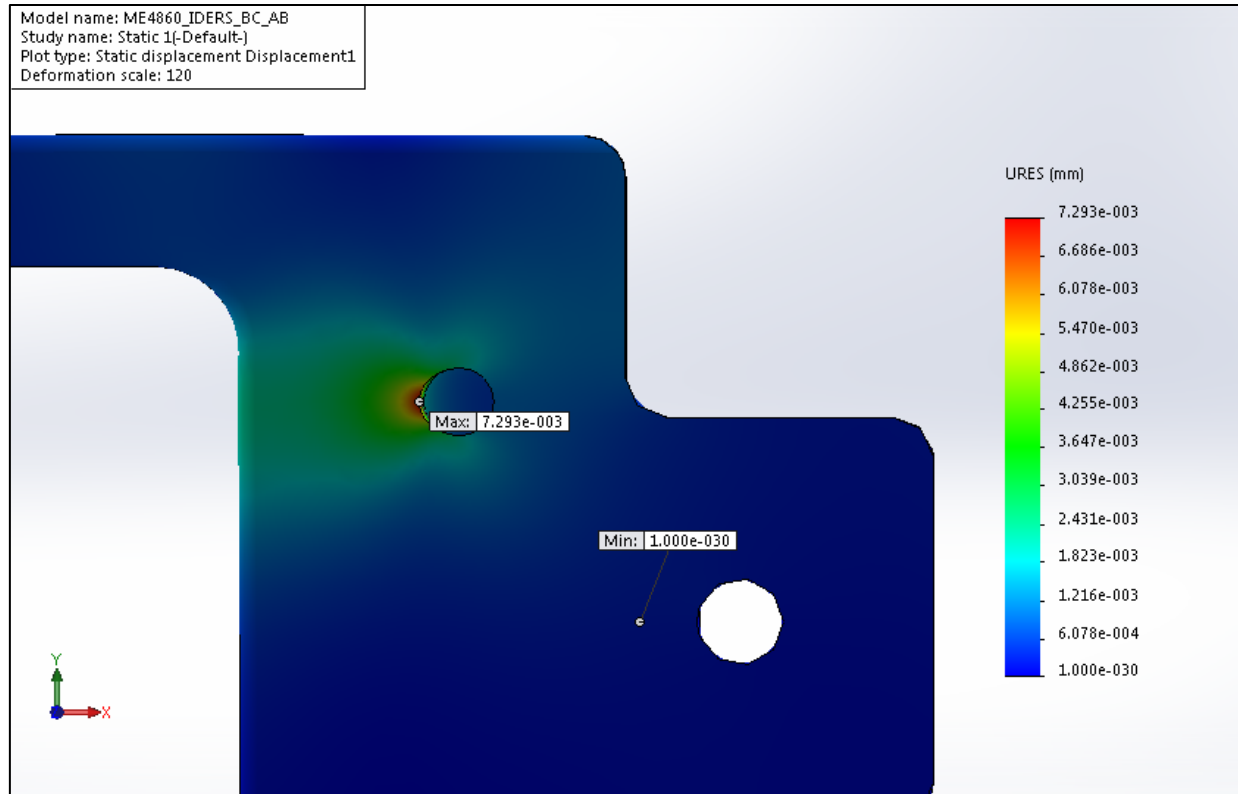 Model name: ME4860_IDERS_BC_AB
Study name: Static 1(-Default-)
Plot type: Static displacement Displacement1
Deformation scale: 120
URES (mm)
7.293e-003
6.686e-003
6.078e-003
5.470e-003
4.862e-003
4.255e-003
3.647e-003
3.039e-003
2.431e-003
1.823e-003
1.216e-003
6.078e-004
1.000e-030
Max: 7.293e-003
Min: 1.000e-030
Y
X